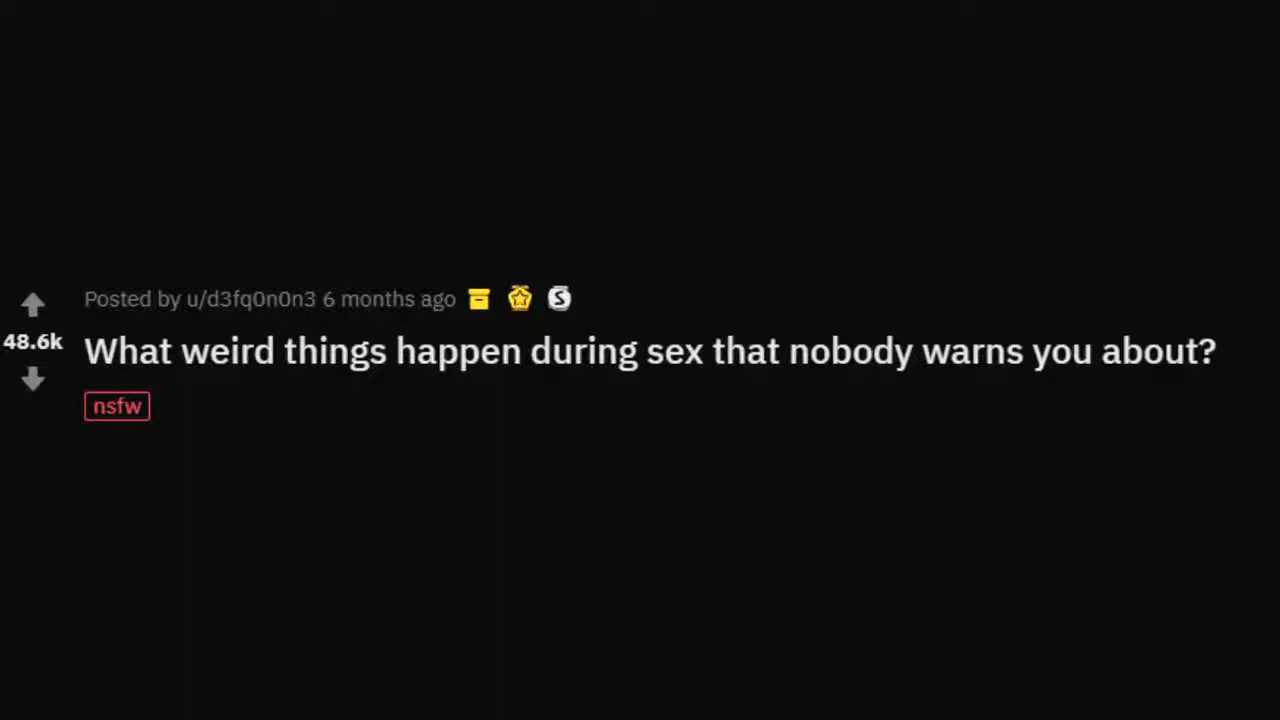 Posted by u/d3fq0n0n3 6 months ago
48.6k
What weird things happen during sex that nobody warns you about?
nsfw